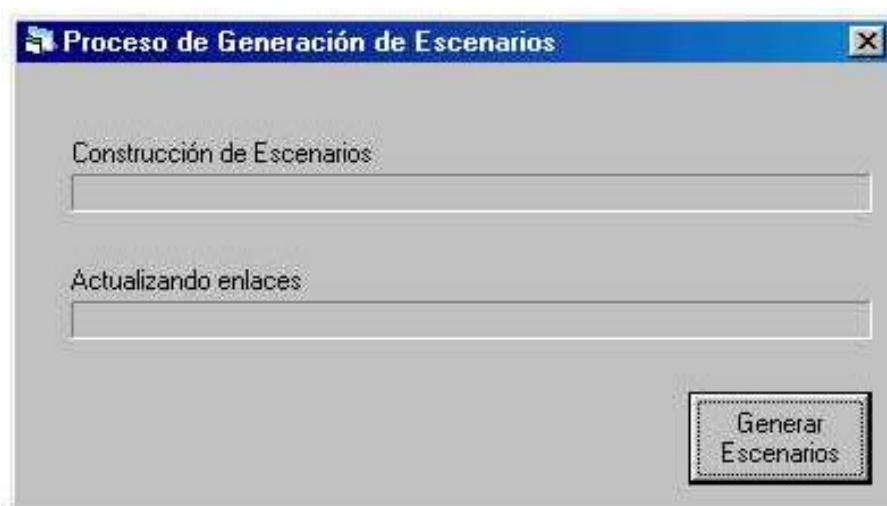 Proceso de Generación de Escenarios
Construcción de Escenarios
Actualizando enlaces
Generar
Escenarios